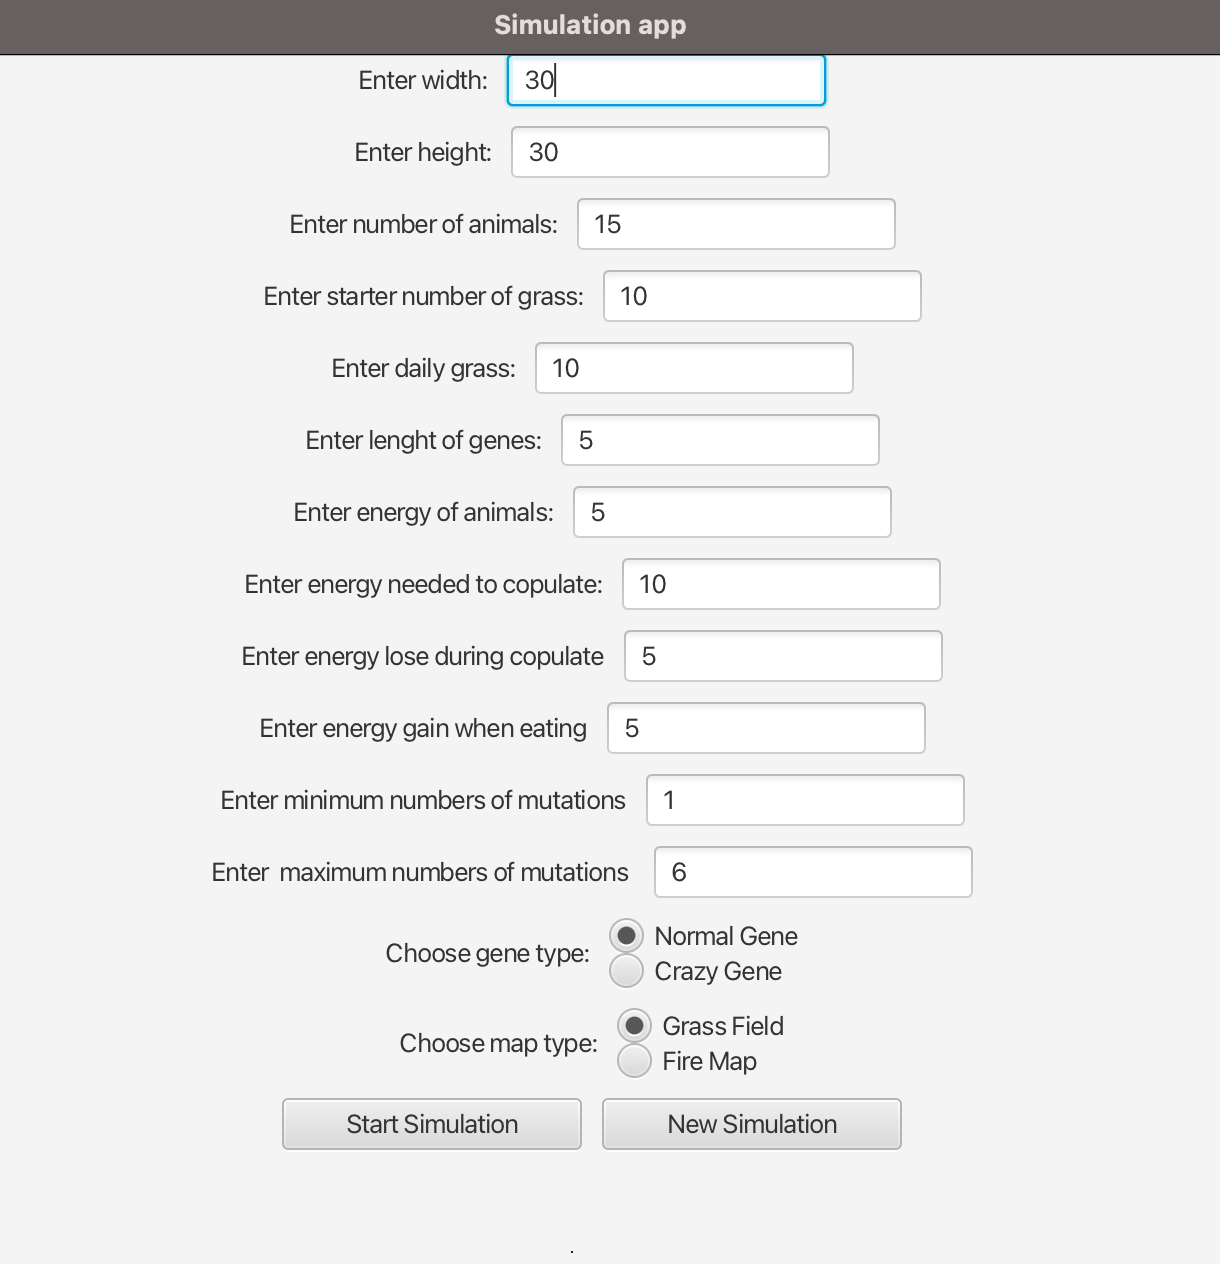 Simulation app
Enter width: 30
Enter height: 30
Enter number of animals: 15
Enter starter number of grass: 10
Enter daily grass: 10
Enter lenght of genes: 5
Enter energy of animals: 5
Enter energy needed to copulate: 10
Enter energy lose during copulate 5
Enter energy gain when eating 5
Enter minimum numbers of mutations 1
Enter  maximum numbers of mutations 6
Choose gene type: Normal Gene
Crazy Gene
Choose map type: Grass Field
Fire Map
Start Simulation New Simulation
.